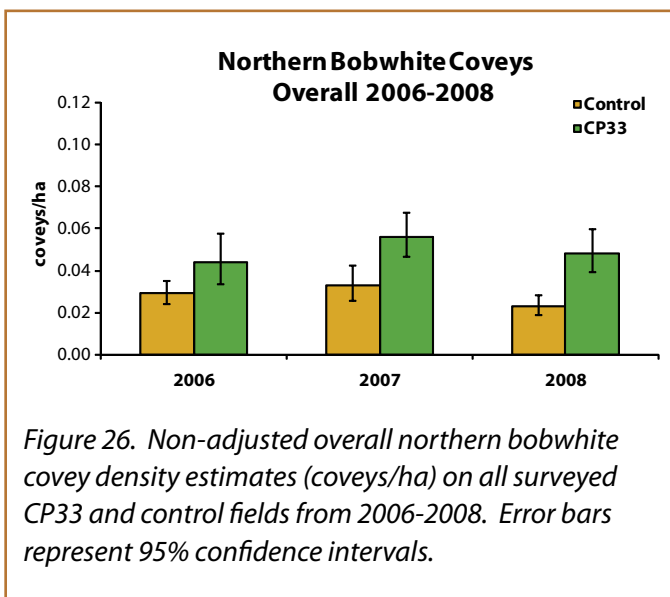 Northern Bobwhite Coveys
Overall 2006-2008
Control
CP33
coveys/ha
0.12
0.10
0.08
0.06
0.04
0.02
0.00
2006 2007 2008
Figure 26. Non-adjusted overall northern bobwhite
covey density estimates (coveys/ha) on all surveyed
CP33 and control fields from 2006-2008. Error bars
represent 95% confidence intervals.